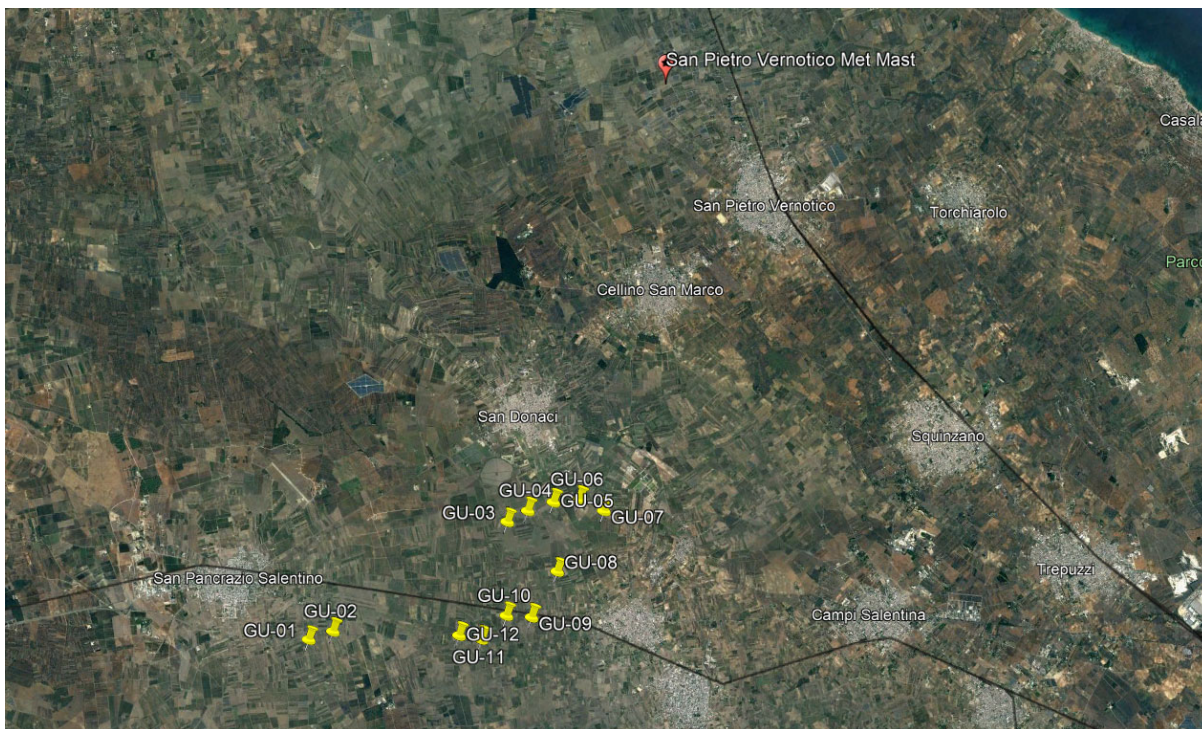 San Pietro Vernotico Met Mast
Casala
San Pietro Vernotico
Torchiarolo
Parco
Cellino San Marco
San Donaci
Squinzano
GU-06
GU-04
GU-05
GU-03
GU-07
GU-08
Trepuzzi
San Pancrazio Salentino
GU-10
Campi Salentina
GU-02
GU-09
GU-01
GU-12
GU-11